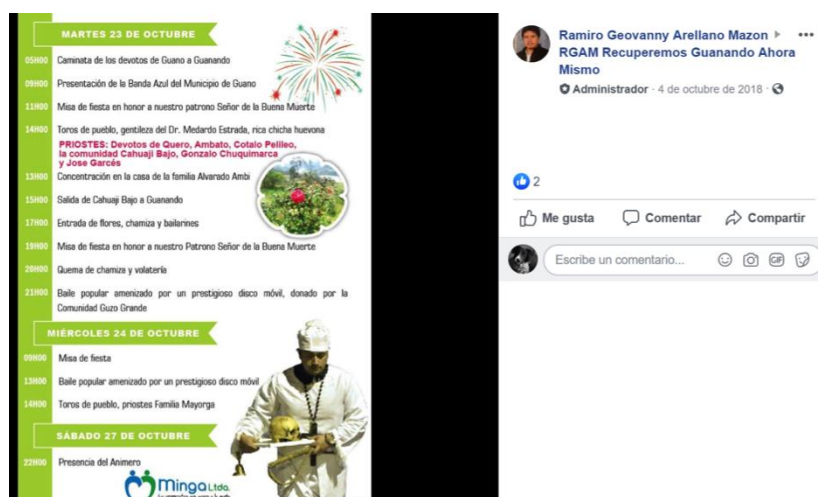 MARTES 23 DE OCTUBRE
05H00 Caminata de los devotos de Guano a Guanando
09H00 Presentación de la Banda Azul del Municipio de Guano
11H00 Misa de fiesta en honor a nuestro patrono Señor de la Buena Muerte
14H00 Toros de pueblo, gentileza del Dr. Medardo Estrada, rica chicha huevona
PRIOSTES: Devotos de Quero, Ambato, Cotalo Pelileo,
la comunidad Cahuaji Bajo, Gonzalo Chuquimarca
y Jose Garcés
13H00 Concentración en la casa de la familia Alvarado Ambi
15H00 Salida de Cahuaji Bajo a Guanando
17H00 Entrada de flores, chamiza y bailarines
19H00 Misa de fiesta en honor a nuestro Patrono Señor de la Buena Muerte
20H00 Quema de chamiza y volatería
21H00 Baile popular amenizado por un prestigioso disco móvil, donado por la
Comunidad Guzo Grande
MIÉRCOLES 24 DE OCTUBRE
09H00 Misa de fiesta
13H00 Baile popular amenizado por un prestigioso disco móvil
14H00 Toros de pueblo, priostes Familia Mayorga
SÁBADO 27 DE OCTUBRE
22H00 Presencia del Animero
Minga Ltda.
Ramiro Geovanny Arellano Mazon
RGAM Recuperemos Guanando Ahora
Mismo
Administrador · 4 de octubre de 2018 ·
2
Me gusta Comentar Compartir
Escribe un comentario... GIF